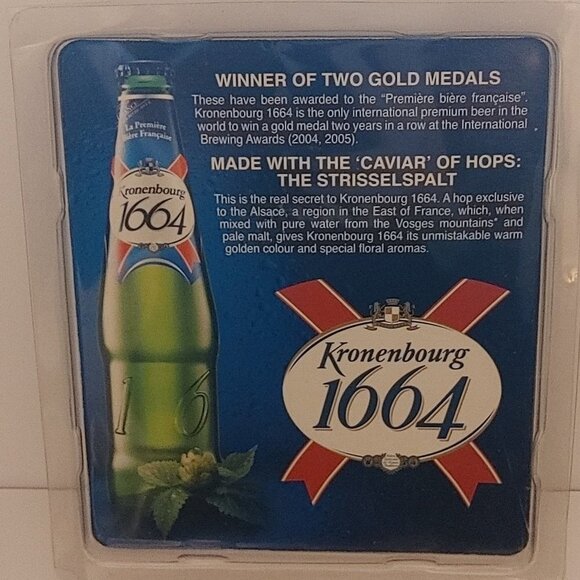 La Première
Bière Française
Kronenbourg
1664
1 6
WINNER OF TWO GOLD MEDALS
These have been awarded to the “Première bière française”.
Kronenbourg 1664 is the only international premium beer in the
world to win a gold medal two years in a row at the International
Brewing Awards (2004, 2005).
MADE WITH THE ‘CAVIAR’ OF HOPS:
THE STRISSELSPALT
This is the real secret to Kronenbourg 1664. A hop exclusive
to the Alsace, a region in the East of France, which, when
mixed with pure water from the Vosges mountains* and
pale malt, gives Kronenbourg 1664 its unmistakable warm
golden colour and special floral aromas.
Kronenbourg
1664